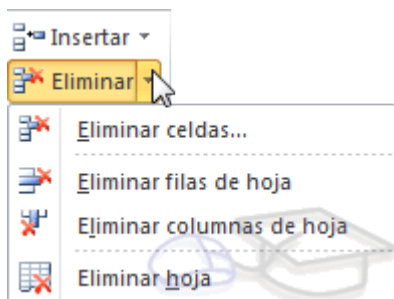 Insertar
Eliminar
Eliminar celdas...
Eliminar filas de hoja
Eliminar columnas de hoja
Eliminar hoja